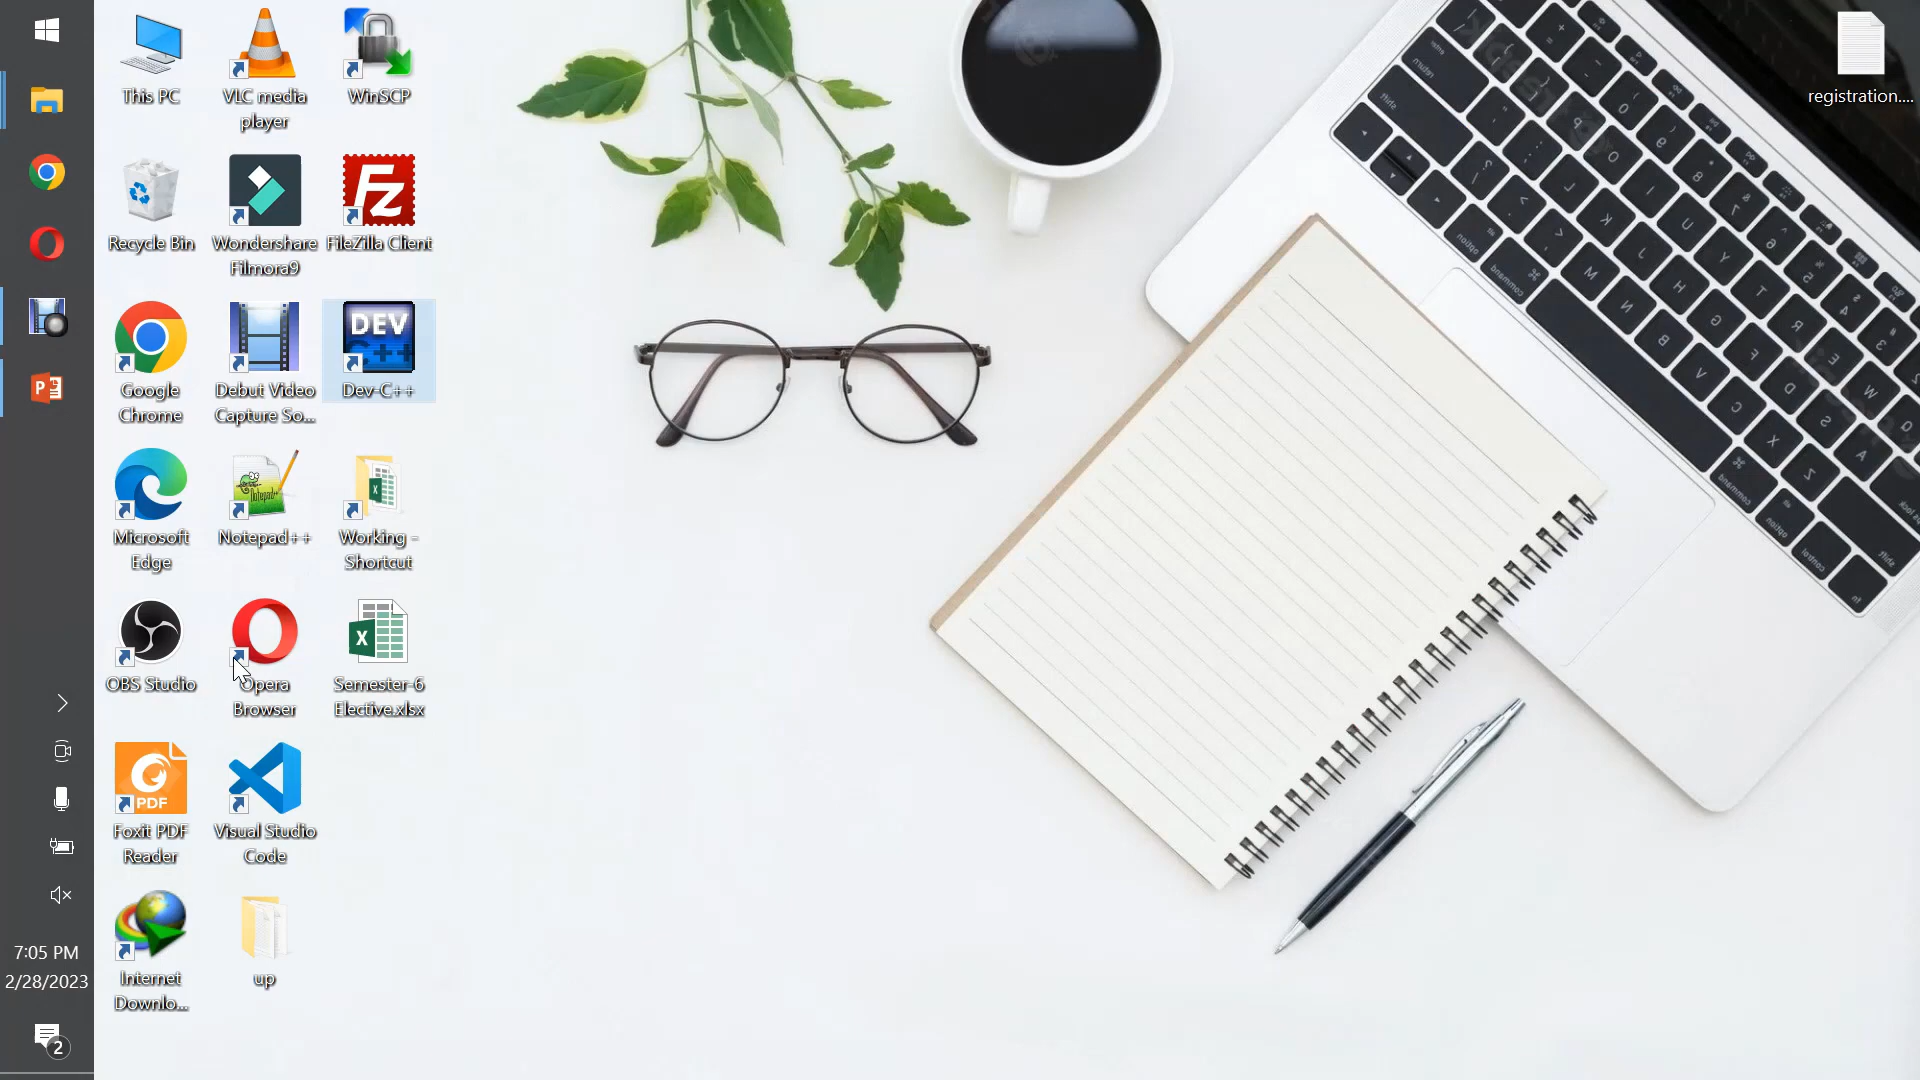 This PC
VLC media
player
WinSCP
registration....
Recycle Bin
Wondershare
Filmora9
FileZilla Client
Google
Chrome
Debut Video
Capture So...
DEV
C++
Dev-C++
Microsoft
Edge
Notepad++
Working -
Shortcut
OBS Studio
Opera
Browser
Semester-6
Elective.xlsx
PDF
Foxit PDF
Reader
Visual Studio
Code
Internet
Downlo...
up
7:05 PM
2/28/2023
2